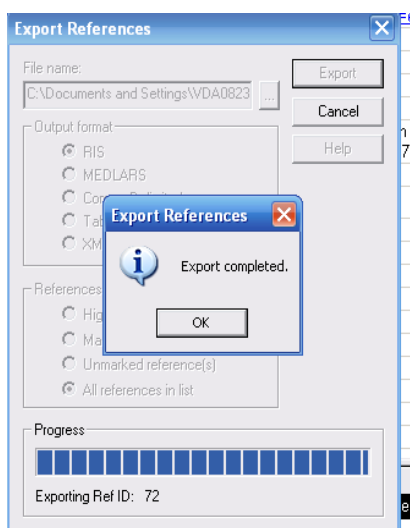 Export References
File name:
Export
C:\Documents and Settings\VDA0823
...
Cancel
Output format
Help
RIS
MEDLARS
Export References
XM
Export completed.
References
OK
Unmarked reference(s)
All references in list
Progress
Exporting Ref ID: 72